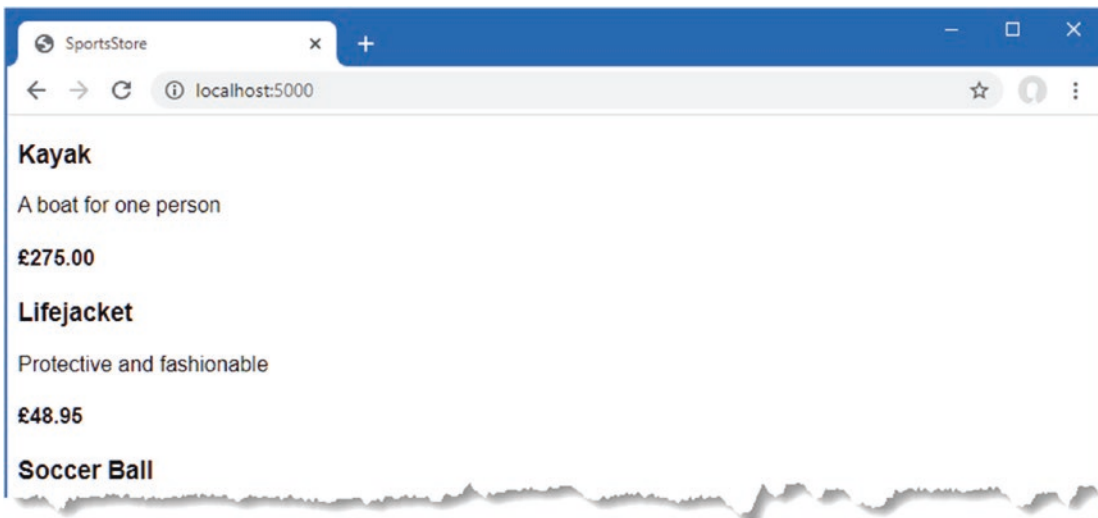 SportsStore
localhost:5000
Kayak
A boat for one person
£275.00
Lifejacket
Protective and fashionable
£48.95
Soccer Ball